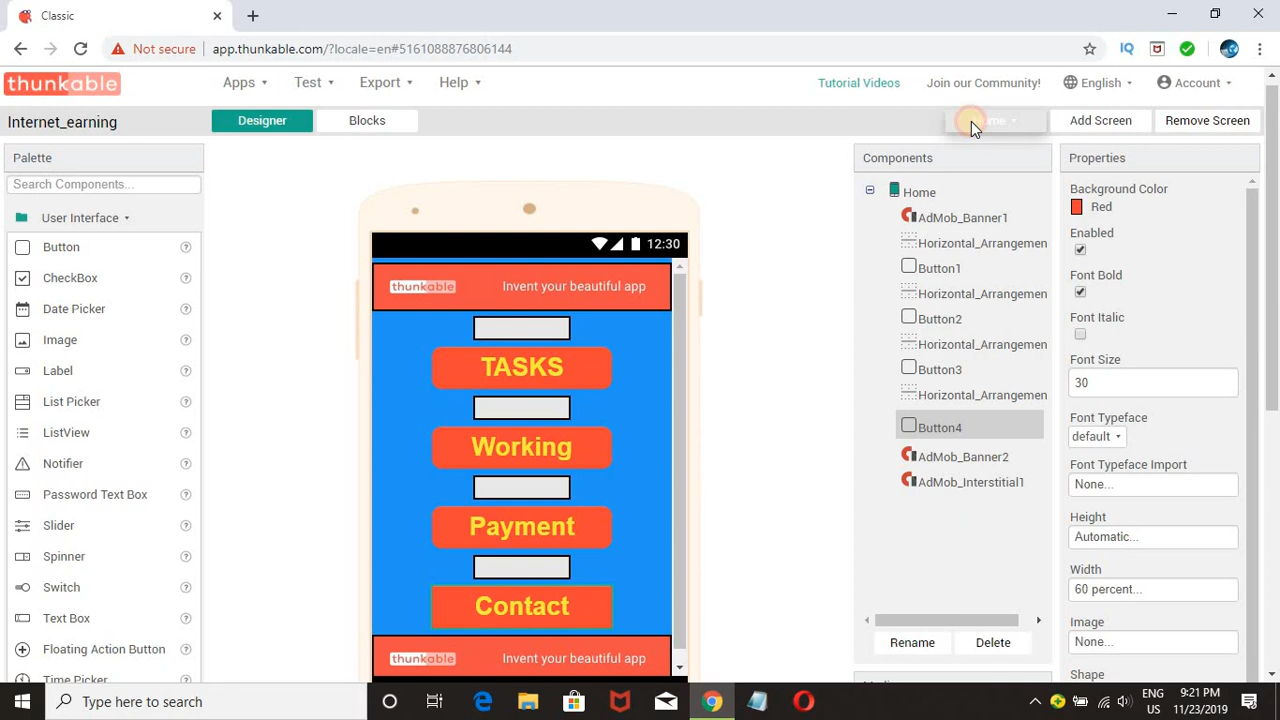 Classic
Not secure
app.thunkable.com/?locale=en#5161088876806144
IQ
thunkable
Apps
Test
Export
Help
Tutorial Videos
Join our Community!
English
Account
Internet_earning
Designer
Blocks
Add Screen
Remove Screen
Palette
Search Components...
User Interface
Button
CheckBox
Date Picker
Image
Label
List Picker
ListView
Notifier
Password Text Box
Slider
Spinner
Switch
Text Box
Floating Action Button
Time Picker
12:30
thunkable
Invent your beautiful app
TASKS
Working
Payment
Contact
thunkable
Invent your beautiful app
Components
Home
AdMob_Banner1
Horizontal_Arrangemen
Button1
Horizontal_Arrangemen
Button2
Horizontal_Arrangemen
Button3
Horizontal_Arrangemen
Button4
AdMob_Banner2
AdMob_Interstitial1
Rename
Delete
Properties
Background Color
Red
Enabled
Font Bold
Font Italic
Font Size
30
Font Typeface
default
Font Typeface Import
None...
Height
Automatic...
Width
60 percent...
Image
None...
Shape
Type here to search
ENG
US
9:21 PM
11/23/2019